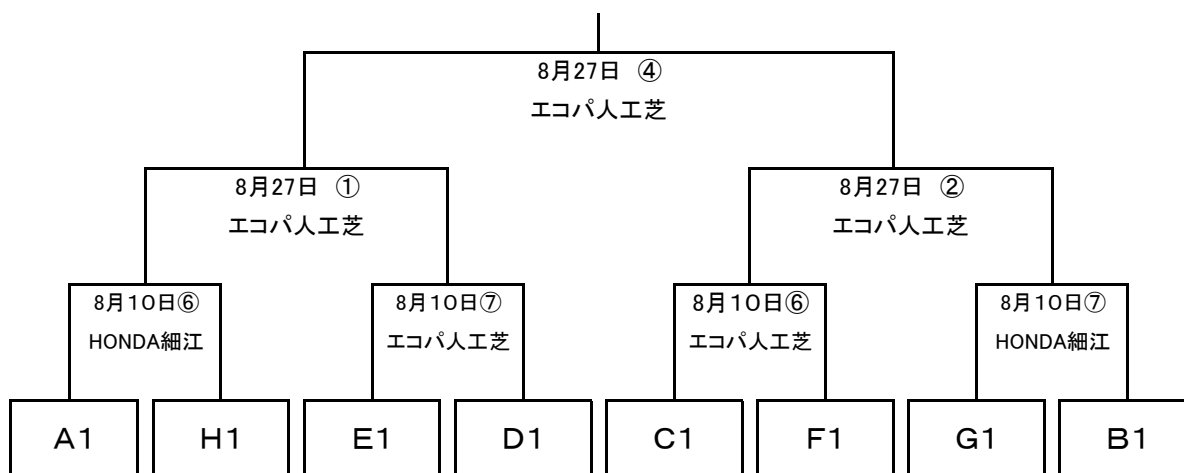 8月27日 ④
エコパ人工芝
8月27日 ①
エコパ人工芝
8月27日 ②
エコパ人工芝
8月10日⑥
HONDA細江
8月10日⑦
エコパ人工芝
8月10日⑥
エコパ人工芝
8月10日⑦
HONDA細江
A1
H1
E1
D1
C1
F1
G1
B1